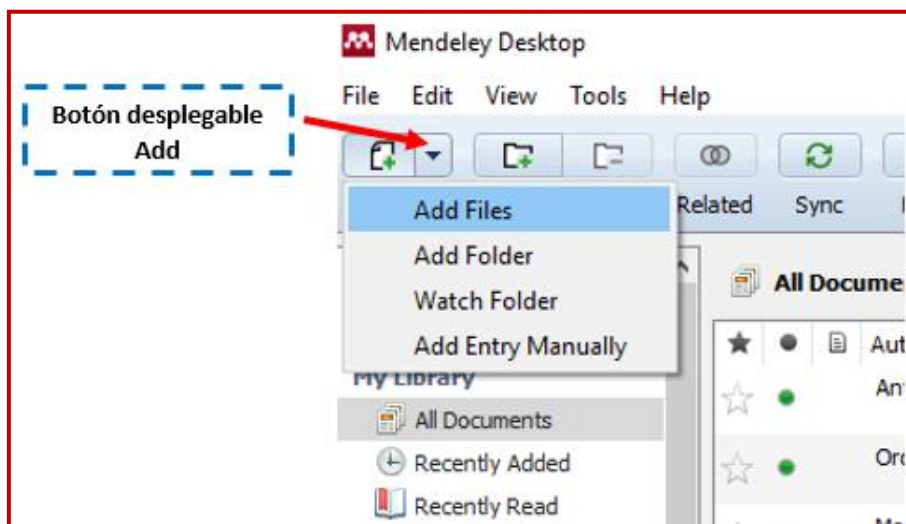 Mendeley Desktop
File Edit View Tools Help
Botón desplegable
Add
Related Sync
Add Files
Add Folder
Watch Folder
Add Entry Manually
My Library
All Documents
Recently Added
Recently Read
All Docume
Aut
An
Ord